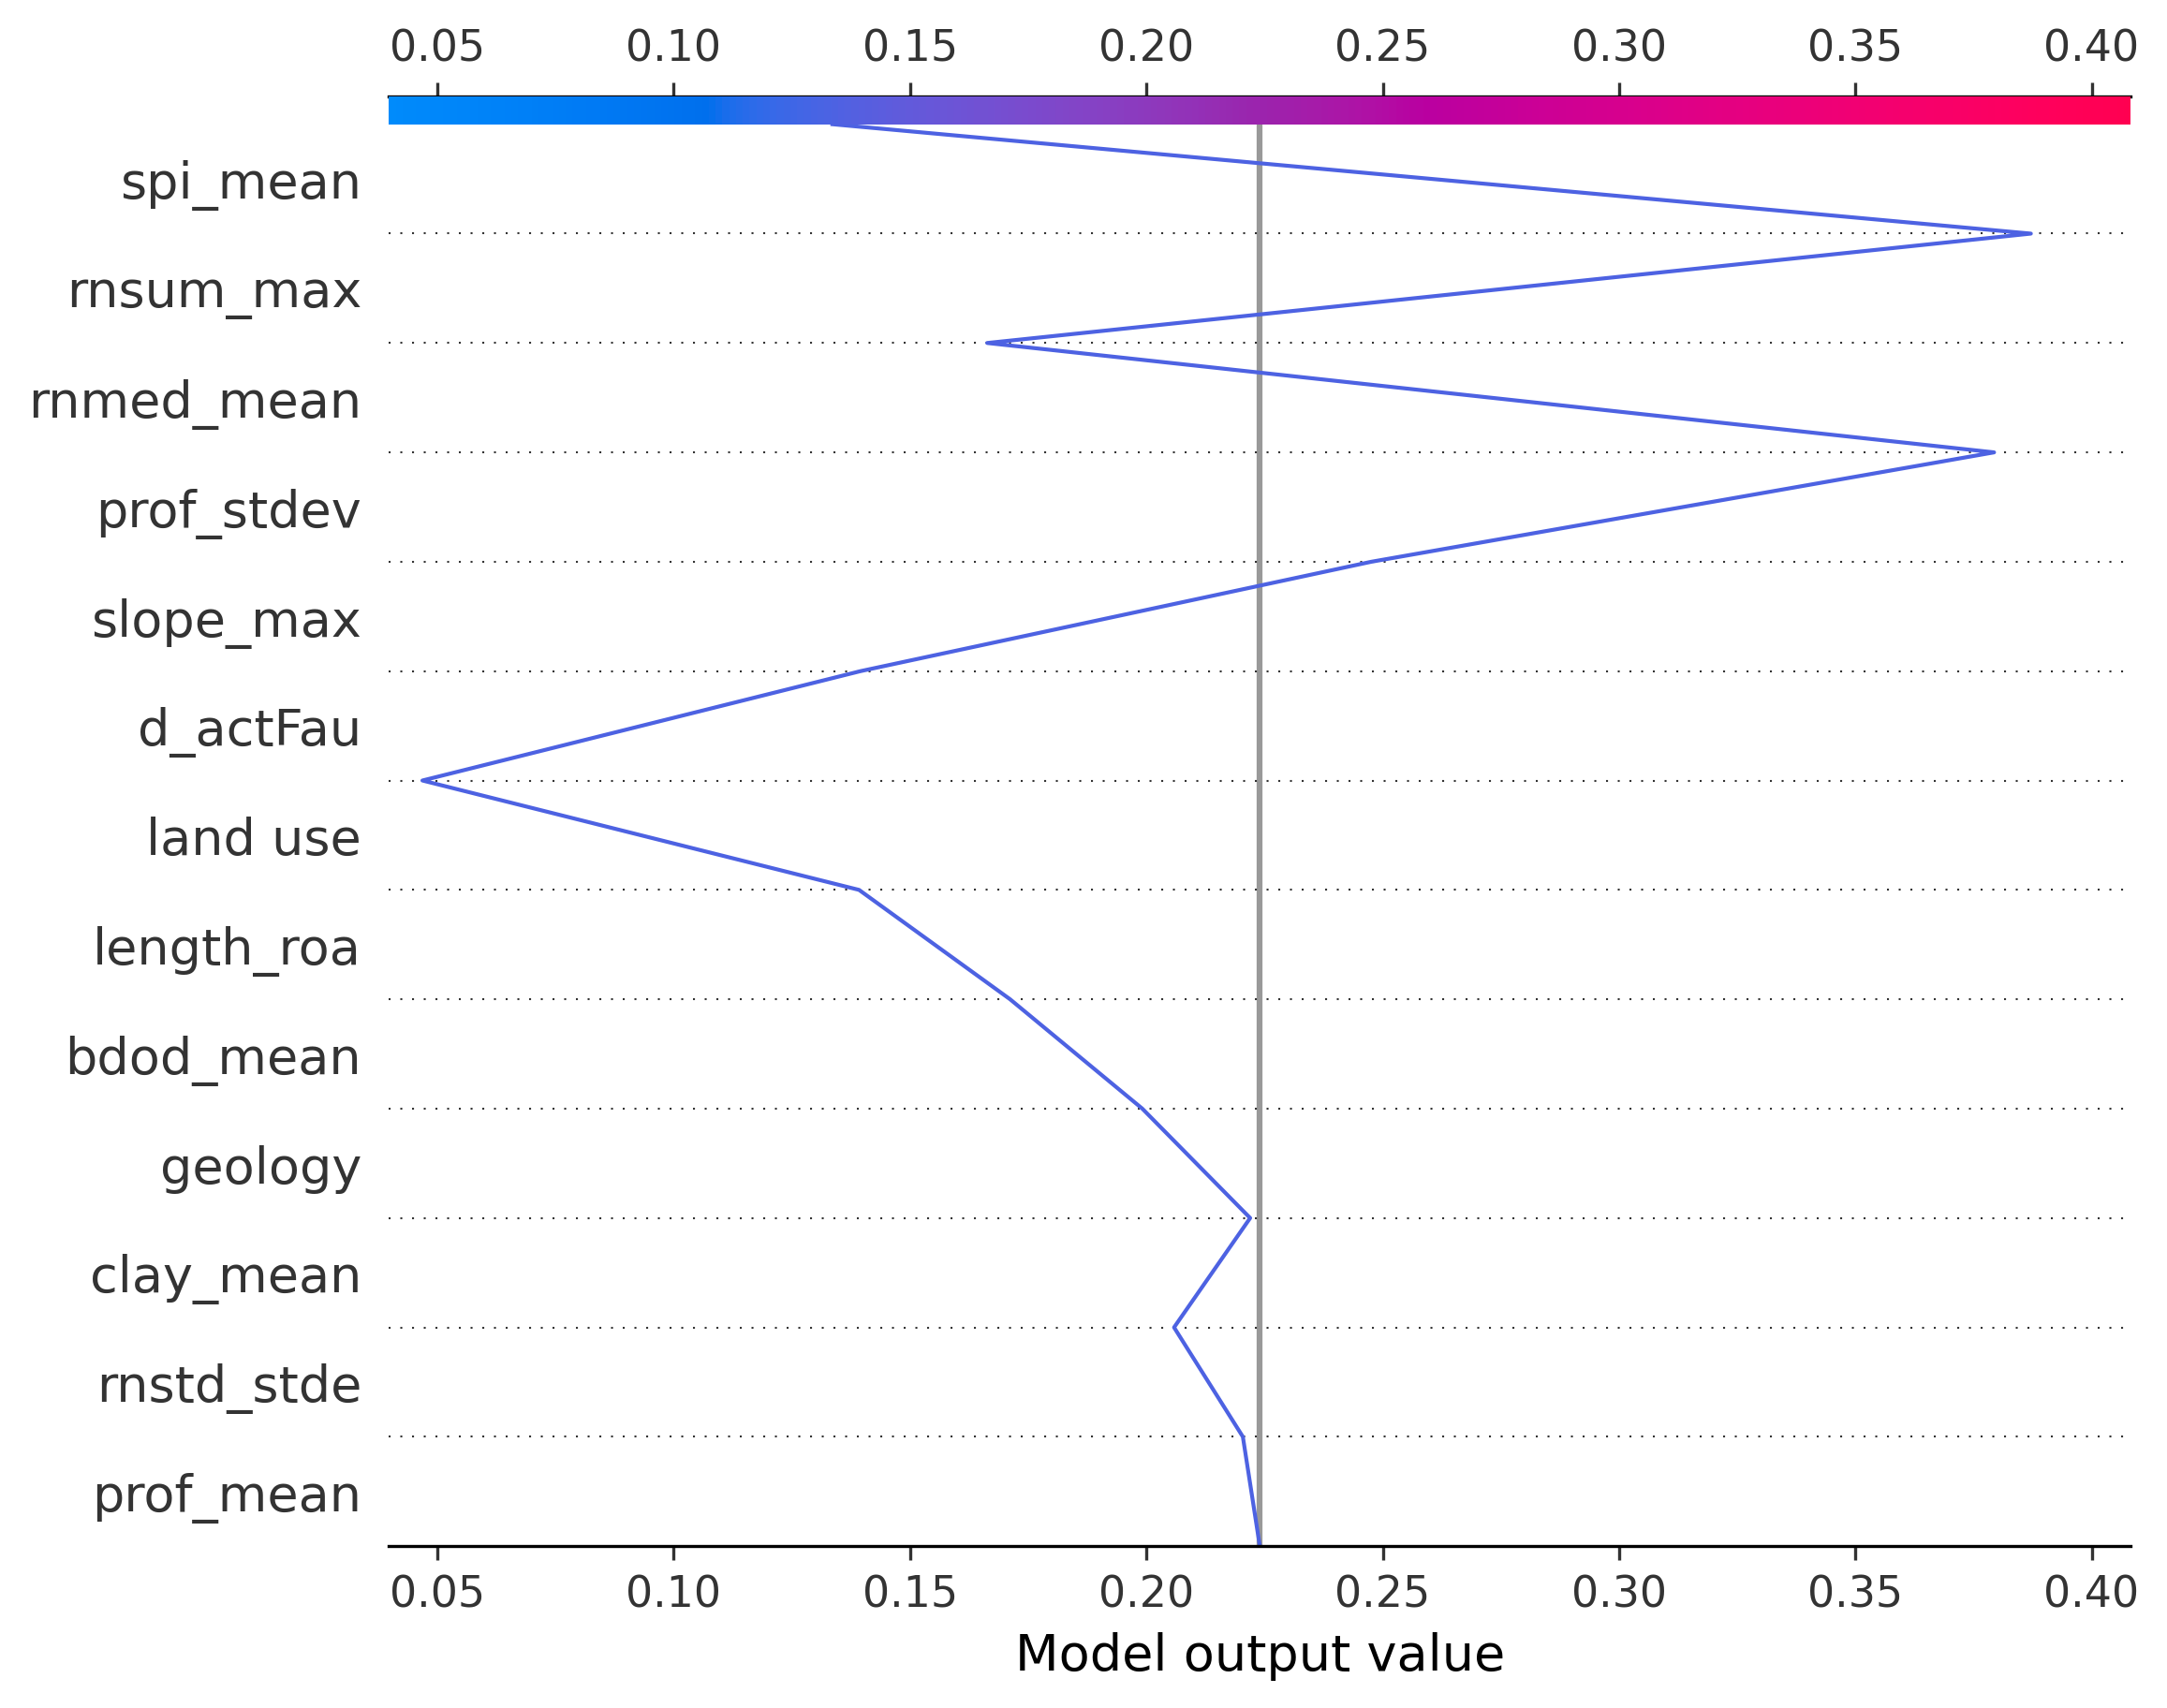 0.05 0.10 0.15 0.20 0.25 0.30 0.35 0.40
spi_mean
rnsum_max
rnmed_mean
prof_stdev
slope_max
d_actFau
land use
length_roa
bdod_mean
geology
clay_mean
rnstd_stde
prof_mean
0.05 0.10 0.15 0.20 0.25 0.30 0.35 0.40
Model output value